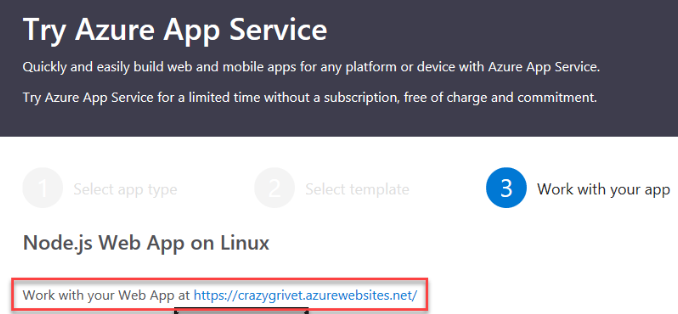 Try Azure App Service
Quickly and easily build web and mobile apps for any platform or device with Azure App Service.
Try Azure App Service for a limited time without a subscription, free of charge and commitment.
1 Select app type 2 Select template 3 Work with your app
Node.js Web App on Linux
Work with your Web App at https://crazygrivet.azurewebsites.net/